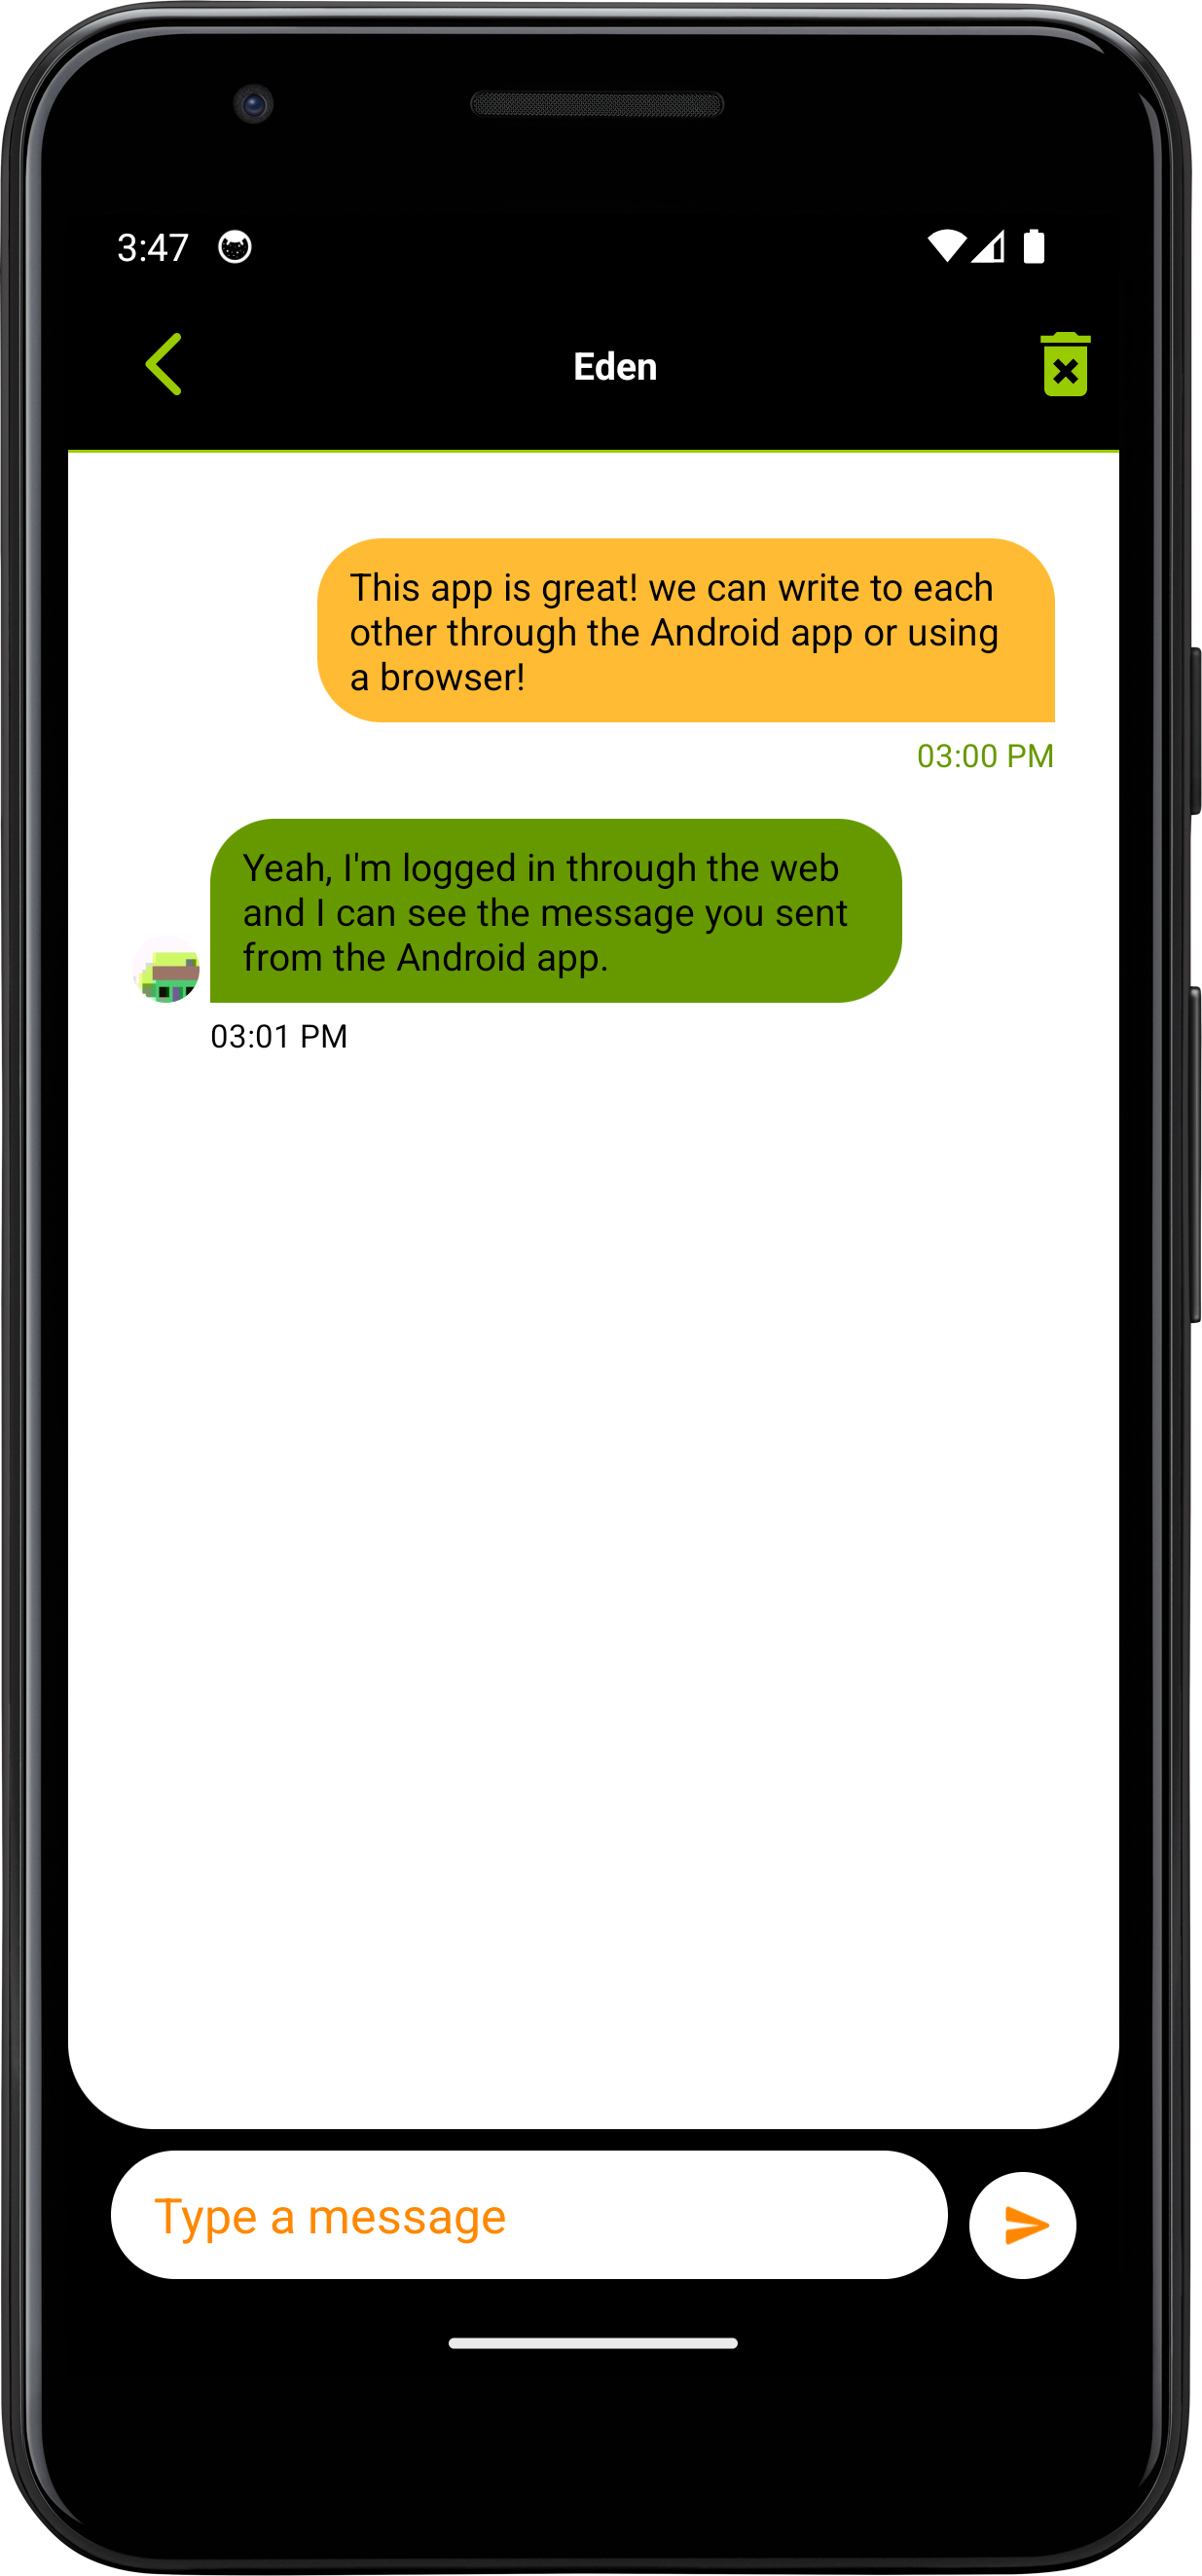 3:47
Eden
This app is great! we can write to each
other through the Android app or using
a browser!
03:00 PM
Yeah, I'm logged in through the web
and I can see the message you sent
from the Android app.
03:01 PM
Type a message